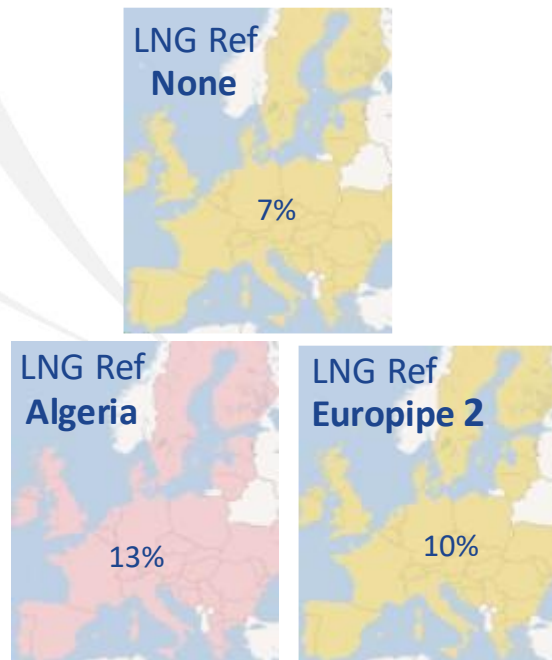 LNG Ref
None
7%
LNG Ref
Algeria
13%
LNG Ref
Europipe 2
10%